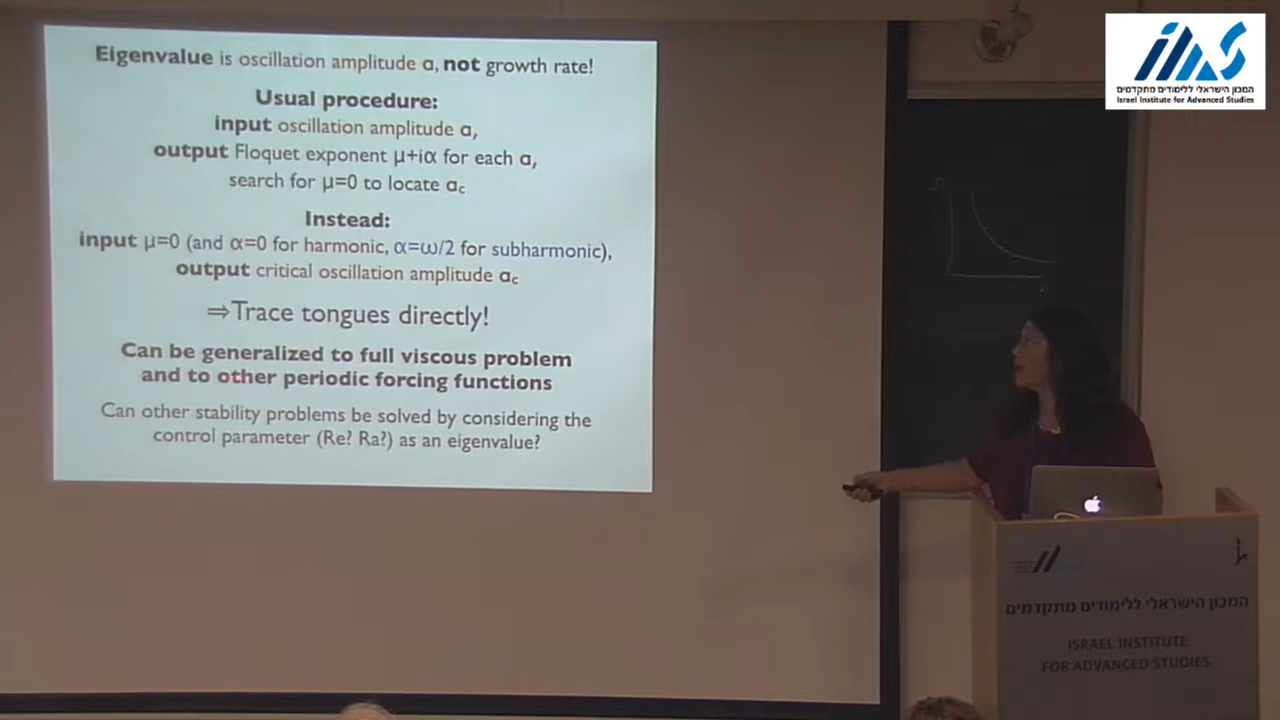 Eigenvalue is oscillation amplitude a, not growth rate!
Usual procedure:
input oscillation amplitude a,
output Floquet exponent μ+iα for each a,
search for μ=0 to locate ac
Instead:
input μ=0 (and α=0 for harmonic, α=ω/2 for subharmonic),
output critical oscillation amplitude ac
⇒Trace tongues directly!
Can be generalized to full viscous problem
and to other periodic forcing functions
Can other stability problems be solved by considering the
control parameter (Re? Ra?) as an eigenvalue?
המכון הישראלי ללימודים מתקדמים
Israel Institute for Advanced Studies
המכון הישראלי ללימודים מתקדמים
ISRAEL INSTITUTE
FOR ADVANCED STUDIES